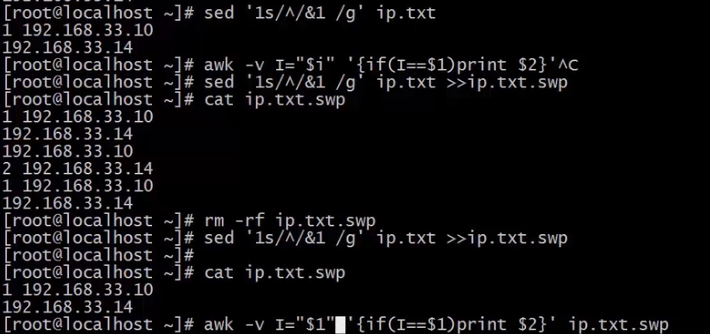 [root@localhost ~]# sed '1s/^/&1 /g' ip.txt
1 192.168.33.10
192.168.33.14
[root@localhost ~]# awk -v I="$i" '{if(I==$1)print $2}'^C
[root@localhost ~]# sed '1s/^/&1 /g' ip.txt >>ip.txt.swp
[root@localhost ~]# cat ip.txt.swp
1 192.168.33.10
192.168.33.14
192.168.33.10
2 192.168.33.14
1 192.168.33.10
192.168.33.14
[root@localhost ~]# rm -rf ip.txt.swp
[root@localhost ~]# sed '1s/^/&1 /g' ip.txt >>ip.txt.swp
[root@localhost ~]#
[root@localhost ~]# cat ip.txt.swp
1 192.168.33.10
192.168.33.14
[root@localhost ~]# awk -v I="$1" '{if(I==$1)print $2}' ip.txt.swp